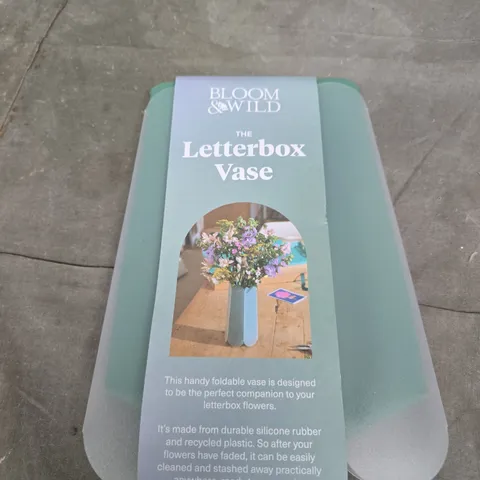 BLOOM
& WILD
THE
Letterbox
Vase
This handy foldable vase is designed
to be the perfect companion to your
letterbox flowers.
It's made from durable silicone rubber
and recycled plastic. So after your
flowers have faded, it can be easily
cleaned and stashed away practically